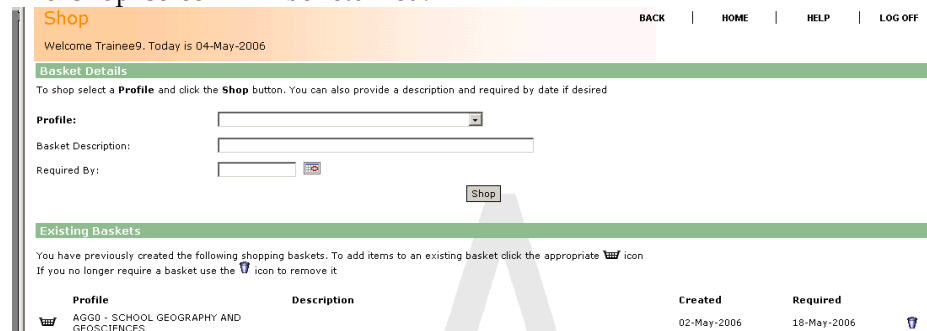 Shop BACK | HOME | HELP | LOG OFF
Welcome Trainee9. Today is 04-May-2006
Basket Details
To shop select a Profile and click the Shop button. You can also provide a description and required by date if desired
Profile:
Basket Description:
Required By:
Shop
Existing Baskets
You have previously created the following shopping baskets. To add items to an existing basket click the appropriate icon
If you no longer require a basket use the icon to remove it
Profile Description Created Required
AGG0 - SCHOOL GEOGRAPHY AND
GEOSCIENCES 02-May-2006 18-May-2006